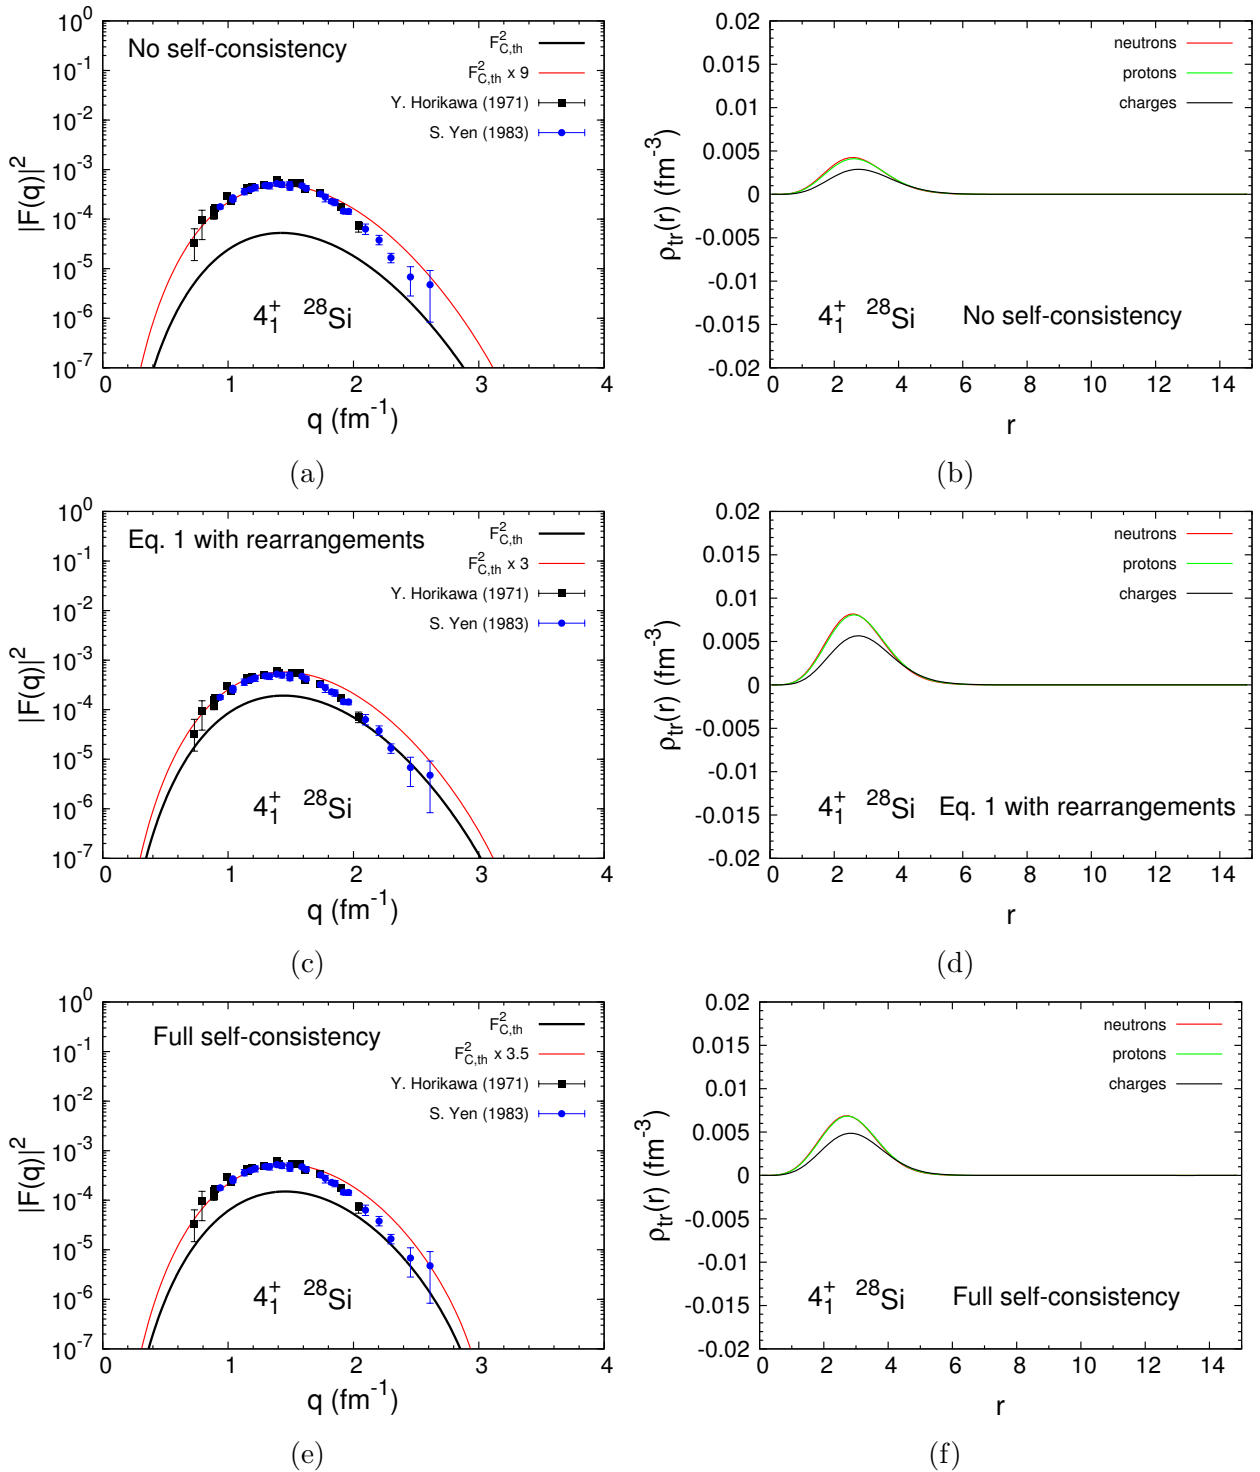 No self-consistency
F²_C,th
F²_C,th x 9
Y. Horikawa (1971)
S. Yen (1983)
10⁰
10⁻¹
10⁻²
10⁻³
10⁻⁴
10⁻⁵
10⁻⁶
10⁻⁷
|F(q)|²
4₁⁺ ²⁸Si
0 1 2 3 4
q (fm⁻¹)
(a)
neutrons
protons
charges
0.02
0.015
0.01
0.005
0
-0.005
-0.01
-0.015
-0.02
ρtr(r) (fm⁻³)
4₁⁺ ²⁸Si No self-consistency
0 2 4 6 8 10 12 14
r
(b)
Eq. 1 with rearrangements
F²_C,th
F²_C,th x 3
Y. Horikawa (1971)
S. Yen (1983)
10⁰
10⁻¹
10⁻²
10⁻³
10⁻⁴
10⁻⁵
10⁻⁶
10⁻⁷
|F(q)|²
4₁⁺ ²⁸Si
0 1 2 3 4
q (fm⁻¹)
(c)
neutrons
protons
charges
0.02
0.015
0.01
0.005
0
-0.005
-0.01
-0.015
-0.02
ρtr(r) (fm⁻³)
4₁⁺ ²⁸Si Eq. 1 with rearrangements
0 2 4 6 8 10 12 14
r
(d)
Full self-consistency
F²_C,th
F²_C,th x 3.5
Y. Horikawa (1971)
S. Yen (1983)
10⁰
10⁻¹
10⁻²
10⁻³
10⁻⁴
10⁻⁵
10⁻⁶
10⁻⁷
|F(q)|²
4₁⁺ ²⁸Si
0 1 2 3 4
q (fm⁻¹)
(e)
neutrons
protons
charges
0.02
0.015
0.01
0.005
0
-0.005
-0.01
-0.015
-0.02
ρtr(r) (fm⁻³)
4₁⁺ ²⁸Si Full self-consistency
0 2 4 6 8 10 12 14
r
(f)